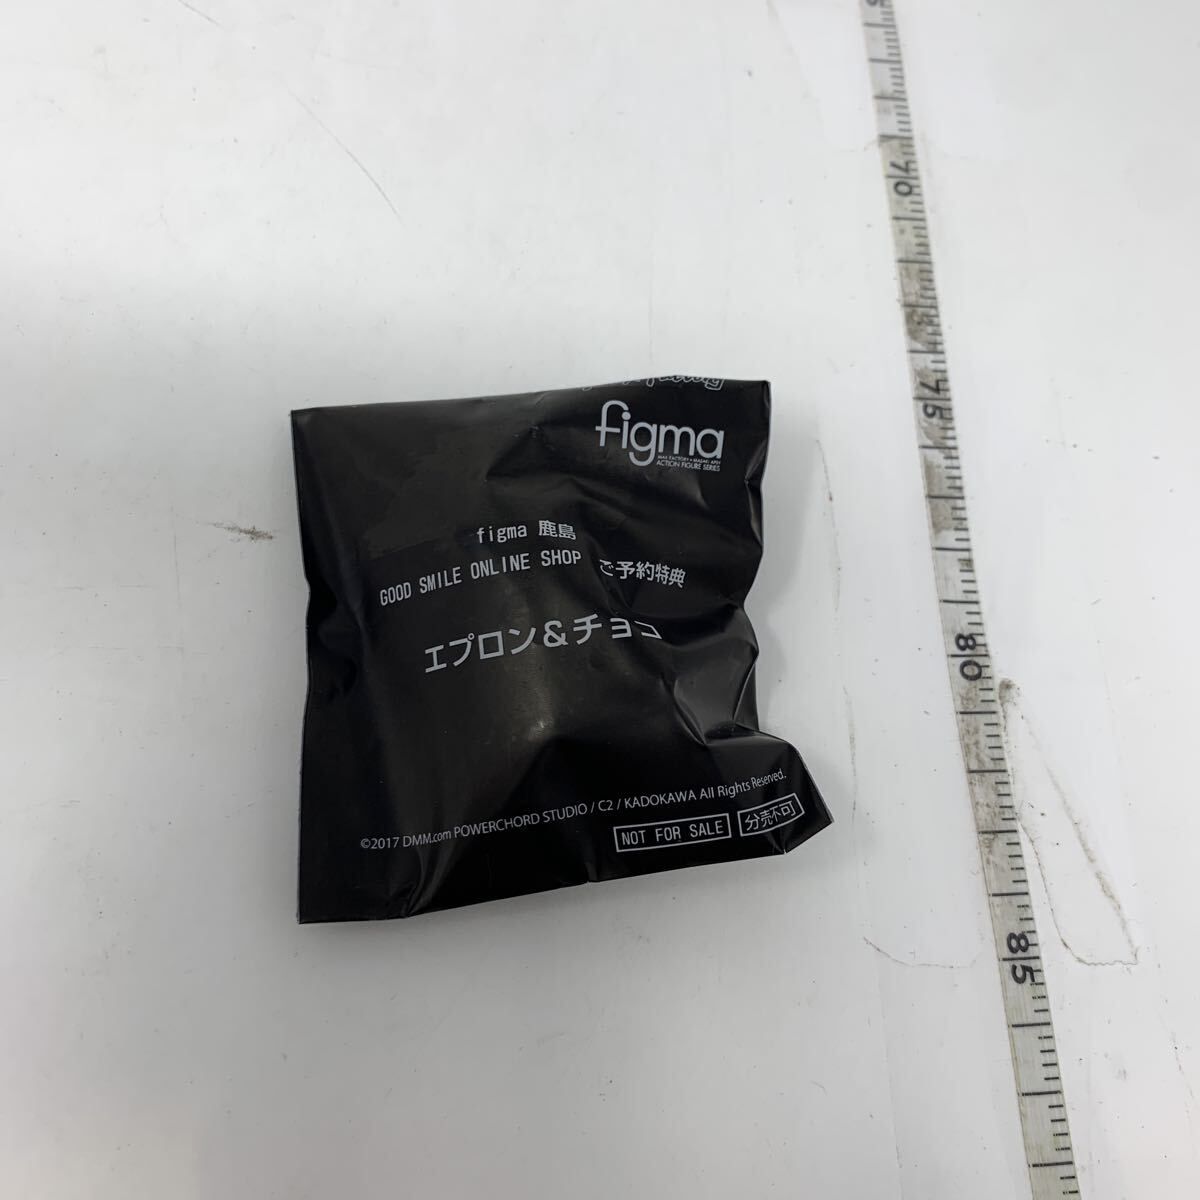 figma
MAX FACTORY × MASAKI APSY
ACTION FIGURE SERIES
figma 鹿島
GOOD SMILE ONLINE SHOP ご予約特典
エプロン&チョコ
©2017 DMM.com POWERCHORD STUDIO / C2 / KADOKAWA All Rights Reserved.
NOT FOR SALE 分売不可
70
75
80
85